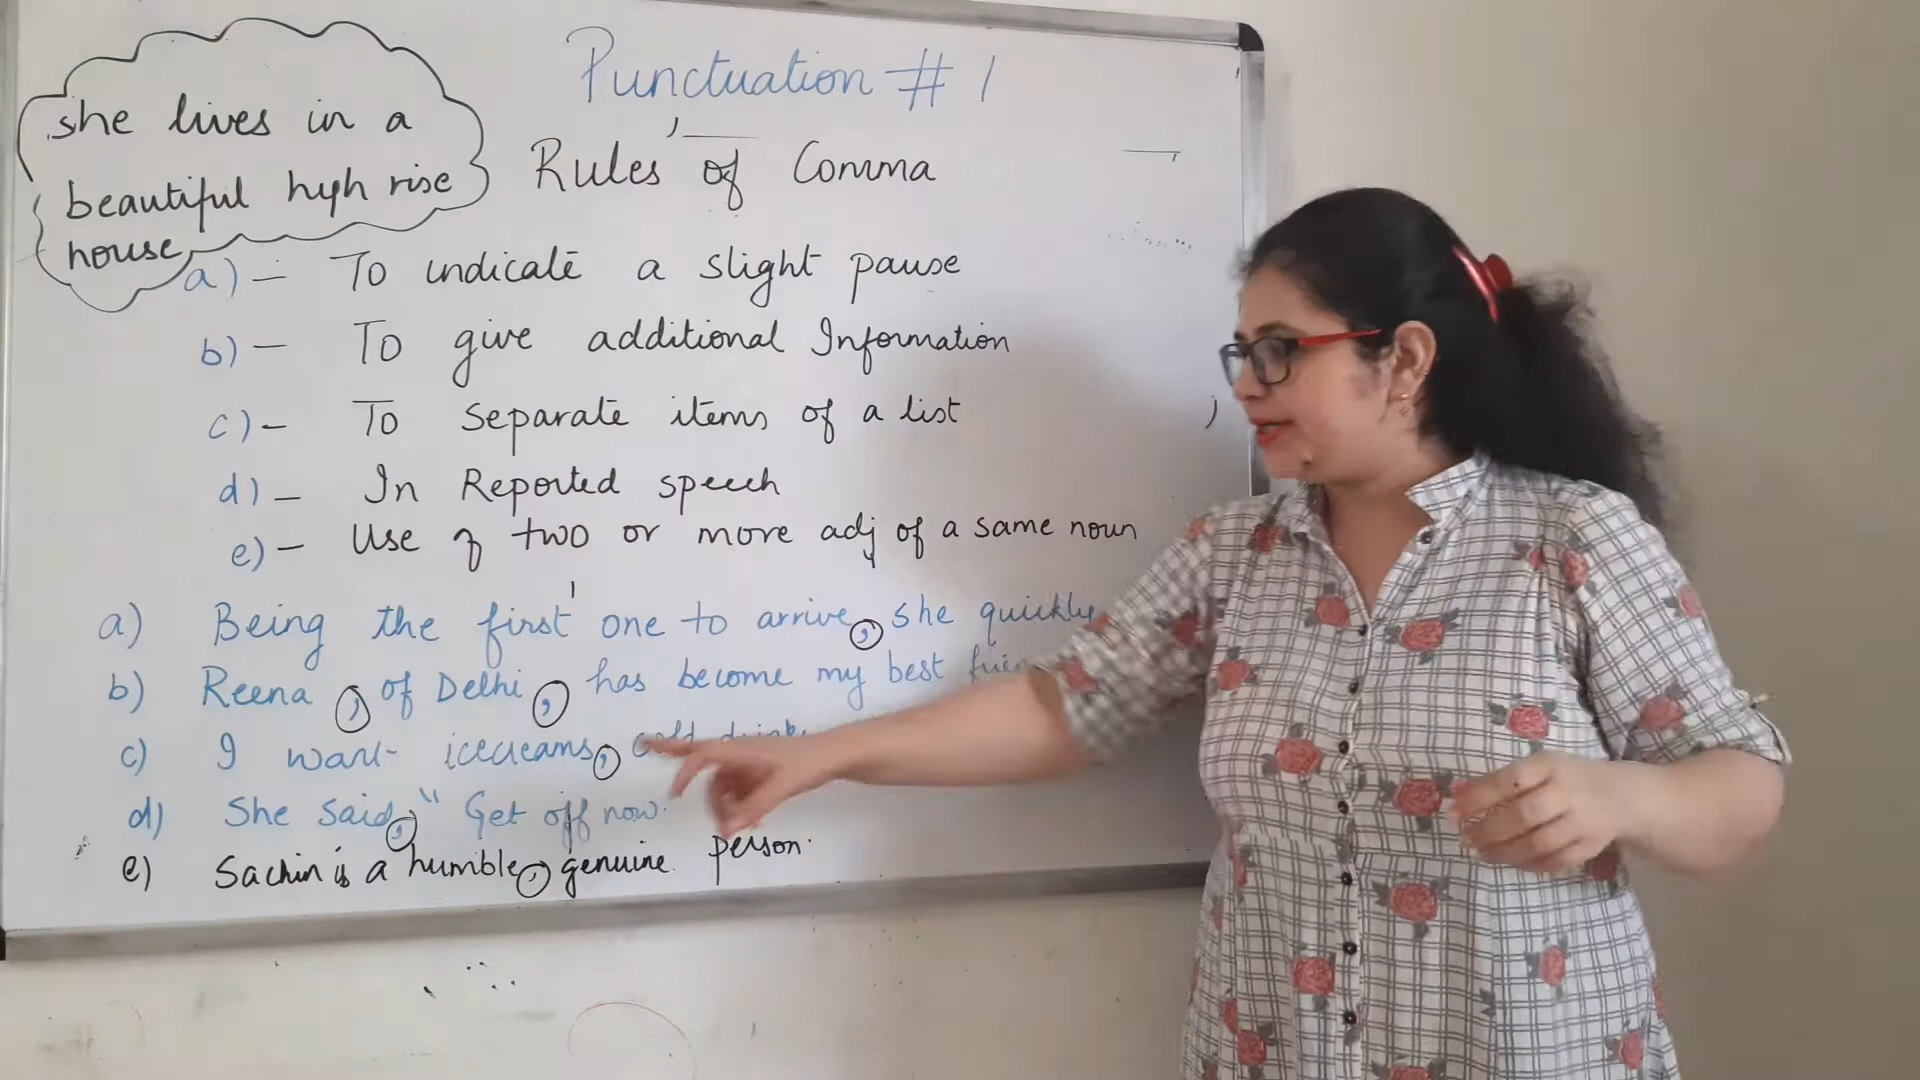 Punctuation # 1
she lives in a
beautiful high rise
house
Rules of Comma
a) - To indicate a slight pause
b) - To give additional Information
c) - To separate items of a list
d) - In Reported speech
e) - Use of two or more adj of a same noun
a) Being the first one to arrive, she quickly
b) Reena, of Delhi, has become my best
c) I want icecreams, cold drinks
d) She said, " Get off now.
e) Sachin is a humble, genuine person.